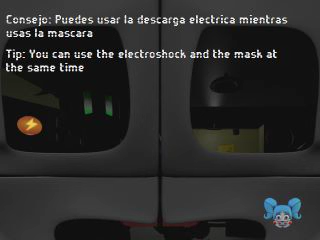 Consejo: Puedes usar la descarga electrica mientras
usas la mascara
Tip: You can use the electroshock and the mask at
the same time